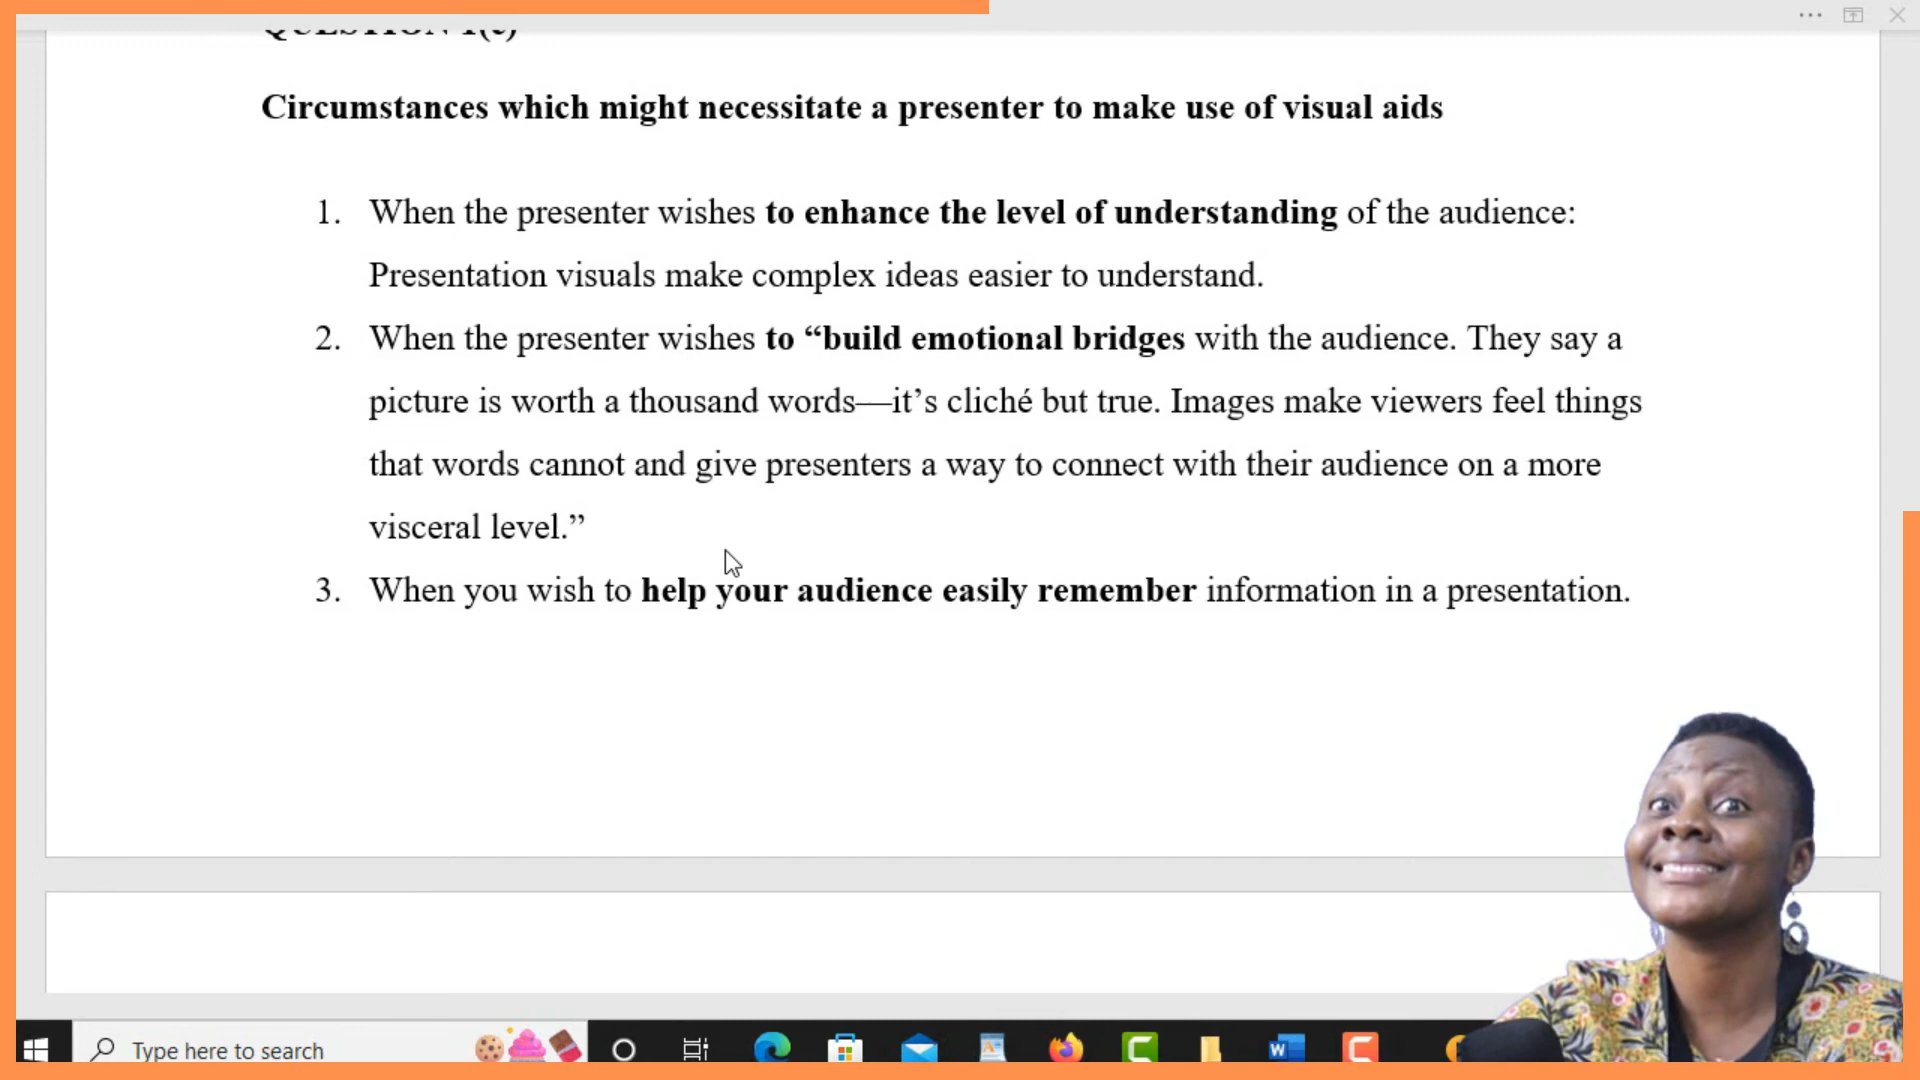 QUESTION 1(c)
Circumstances which might necessitate a presenter to make use of visual aids
1. When the presenter wishes to enhance the level of understanding of the audience:
Presentation visuals make complex ideas easier to understand.
2. When the presenter wishes to “build emotional bridges with the audience. They say a
picture is worth a thousand words—it’s cliché but true. Images make viewers feel things
that words cannot and give presenters a way to connect with their audience on a more
visceral level.”
3. When you wish to help your audience easily remember information in a presentation.
Type here to search